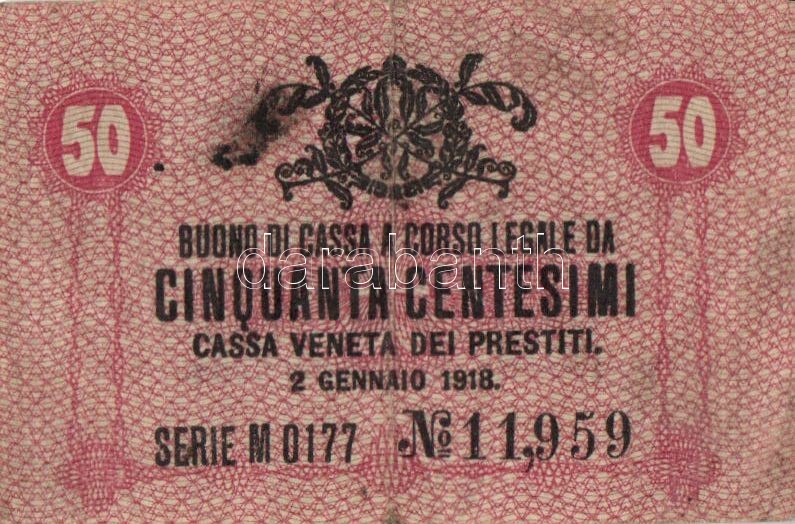 50 50
BUONO DI CASSA A CORSO LEGALE DA
CINQUANTA CENTESIMI
darabanth
CASSA VENETA DEI PRESTITI.
2 GENNAIO 1918.
SERIE M 0177 No 11,959